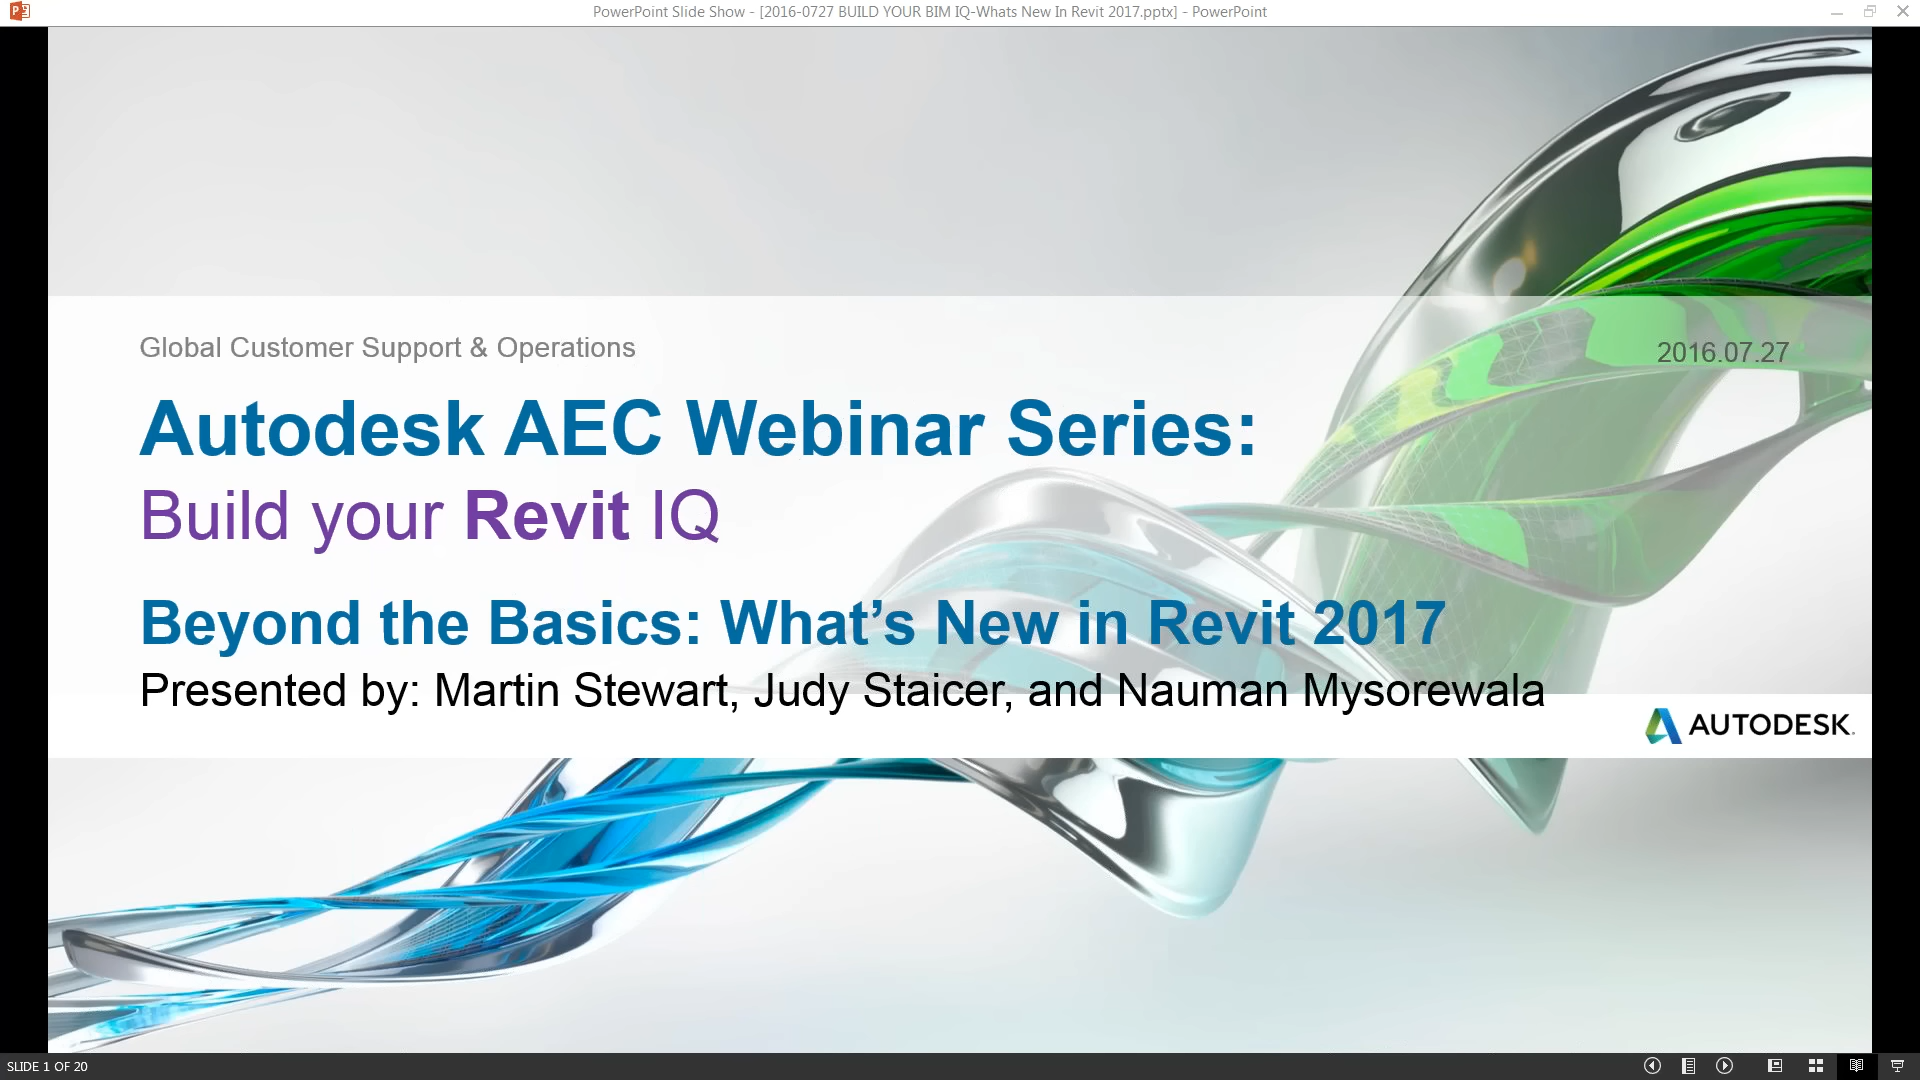 PowerPoint Slide Show - [2016-0727 BUILD YOUR BIM IQ-Whats New In Revit 2017.pptx] - PowerPoint
Global Customer Support & Operations
2016.07.27
Autodesk AEC Webinar Series:
Build your Revit IQ
Beyond the Basics: What’s New in Revit 2017
Presented by: Martin Stewart, Judy Staicer, and Nauman Mysorewala
AUTODESK.
SLIDE 1 OF 20